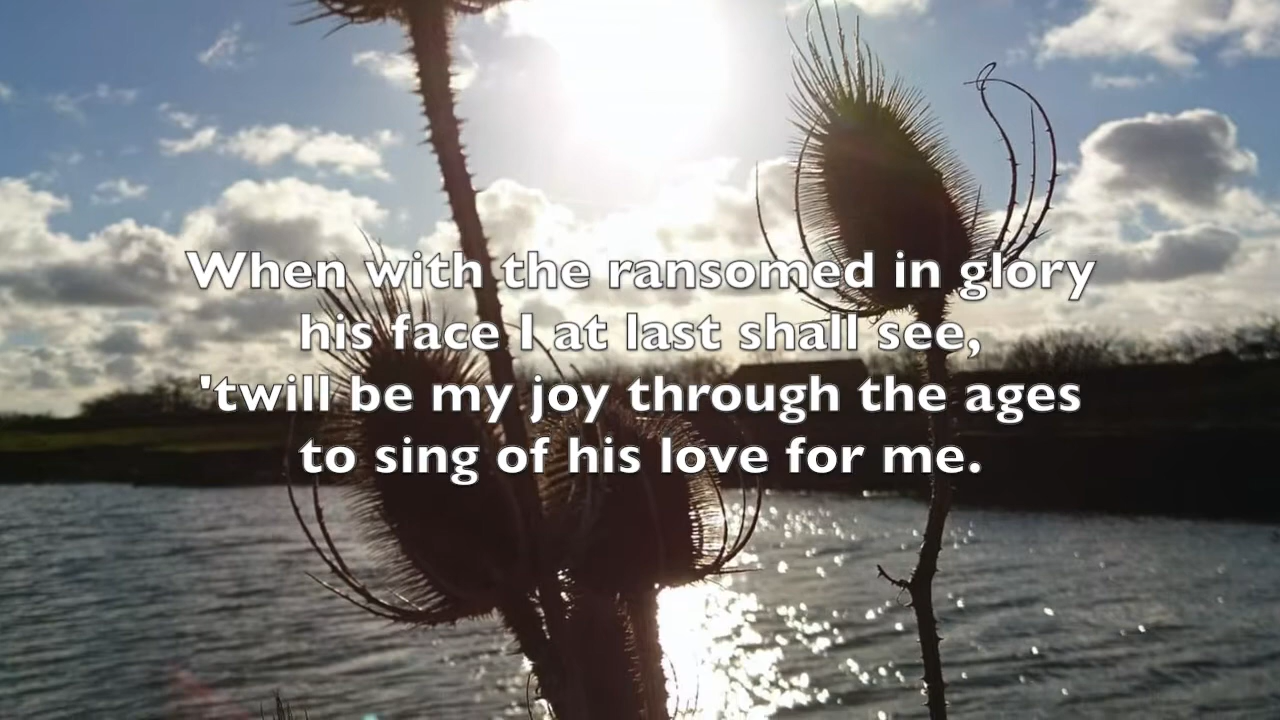 When with the ransomed in glory
his face I at last shall see,
'twill be my joy through the ages
to sing of his love for me.